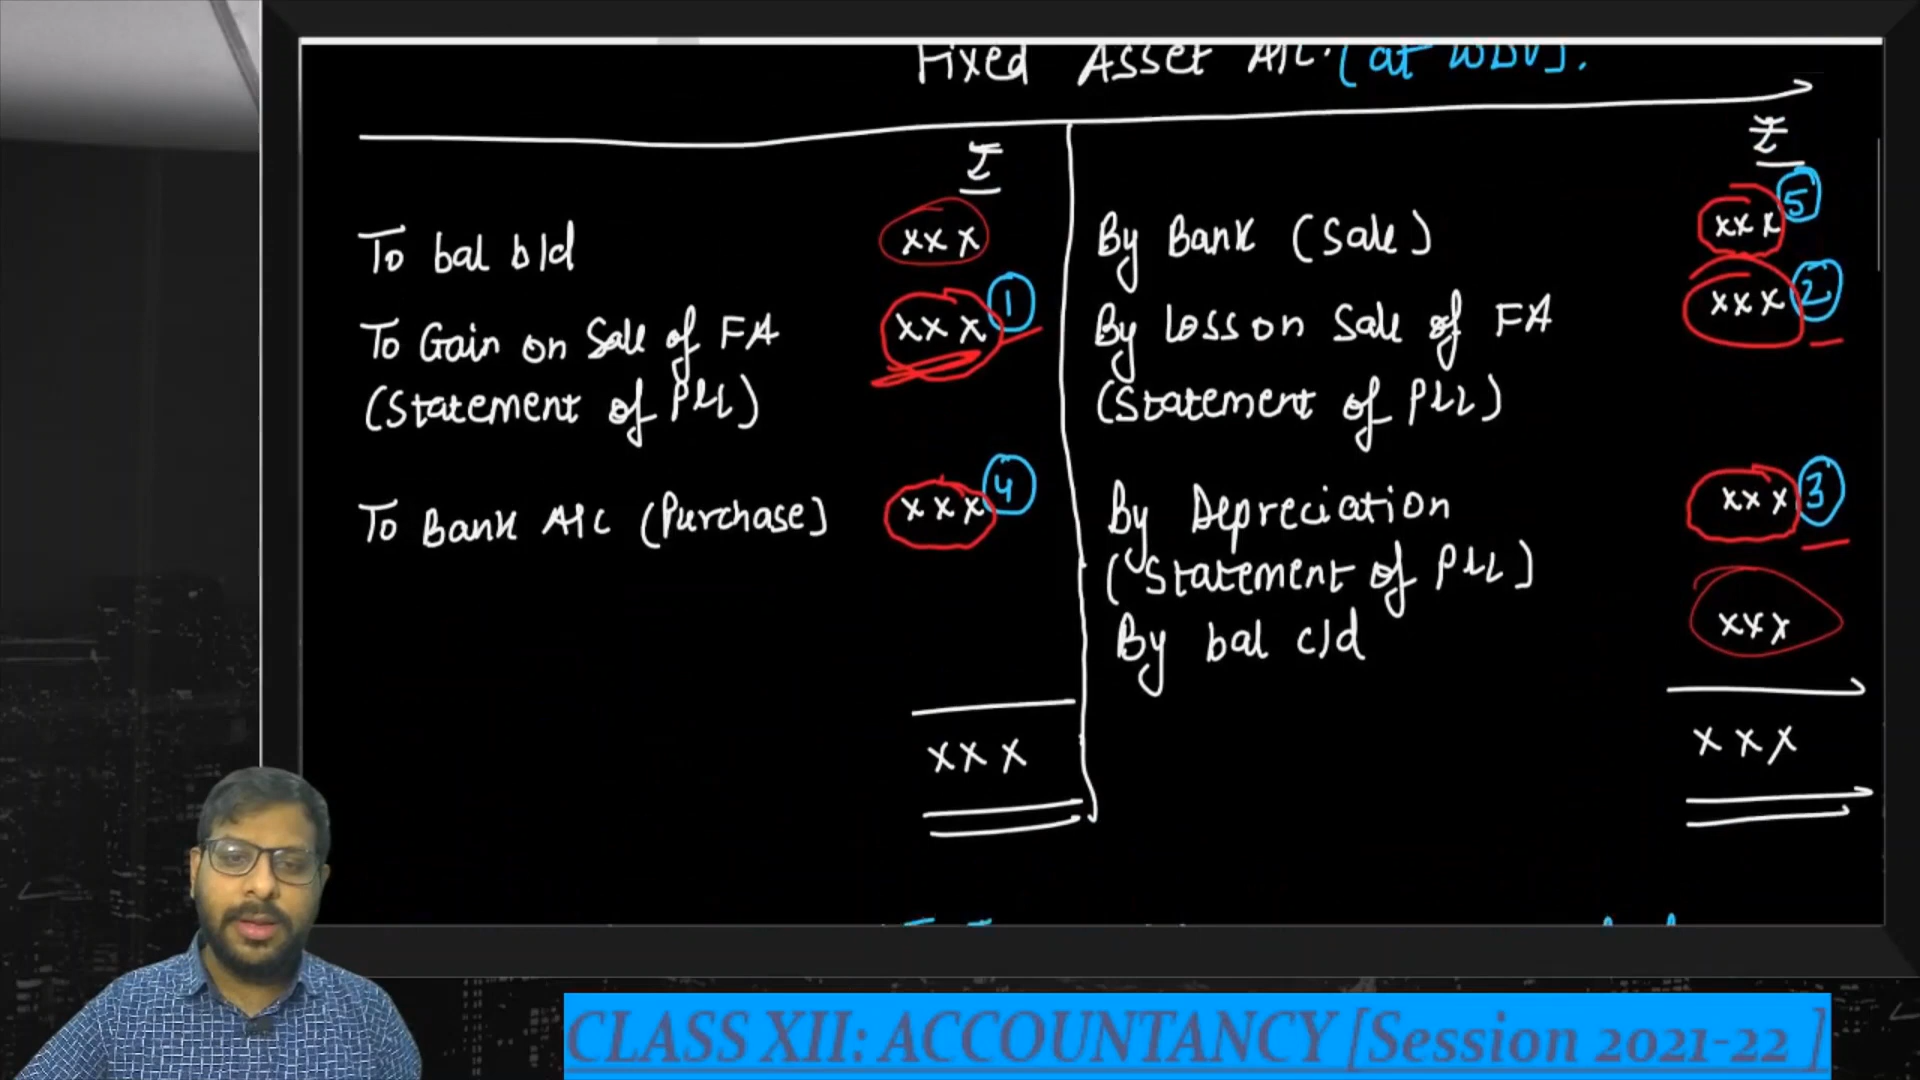 Fixed Asset A/C. (at WDV).
₹
₹
To bal b/d xxx
By Bank (Sale) xxx 5
To Gain on Sale of FA xxx 1
(Statement of P&L)
By Loss on Sale of FA xxx 2
(Statement of P&L)
To Bank A/C (Purchase) xxx 4
By Depreciation xxx 3
(Statement of P&L)
By bal c/d xxx
xxx
xxx
CLASS XII: ACCOUNTANCY [Session 2021-22 ]